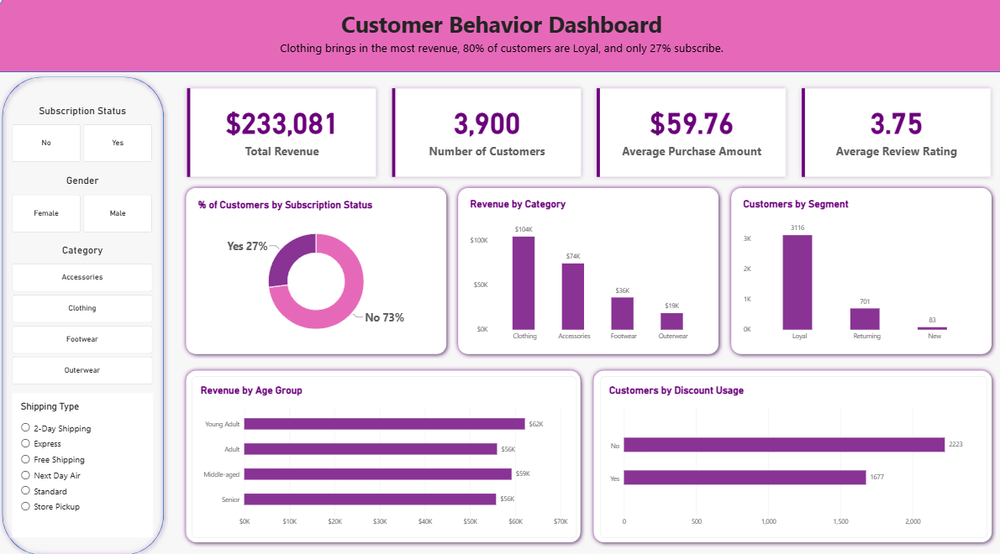 Customer Behavior Dashboard
Clothing brings in the most revenue, 80% of customers are Loyal, and only 27% subscribe.
Subscription Status
No
Yes
Gender
Female
Male
Category
Accessories
Clothing
Footwear
Outerwear
Shipping Type
2-Day Shipping
Express
Free Shipping
Next Day Air
Standard
Store Pickup
$233,081
Total Revenue
3,900
Number of Customers
$59.76
Average Purchase Amount
3.75
Average Review Rating
% of Customers by Subscription Status
Yes 27%
No 73%
Revenue by Category
$100K
$50K
$0K
$104K
$74K
$36K
$19K
Clothing
Accessories
Footwear
Outerwear
Customers by Segment
3K
2K
1K
0K
3116
701
83
Loyal
Returning
New
Revenue by Age Group
Young Adult
$62K
Adult
$56K
Middle-aged
$59K
Senior
$56K
$0K
$10K
$20K
$30K
$40K
$50K
$60K
$70K
Customers by Discount Usage
No
2223
Yes
1677
0
500
1,000
1,500
2,000